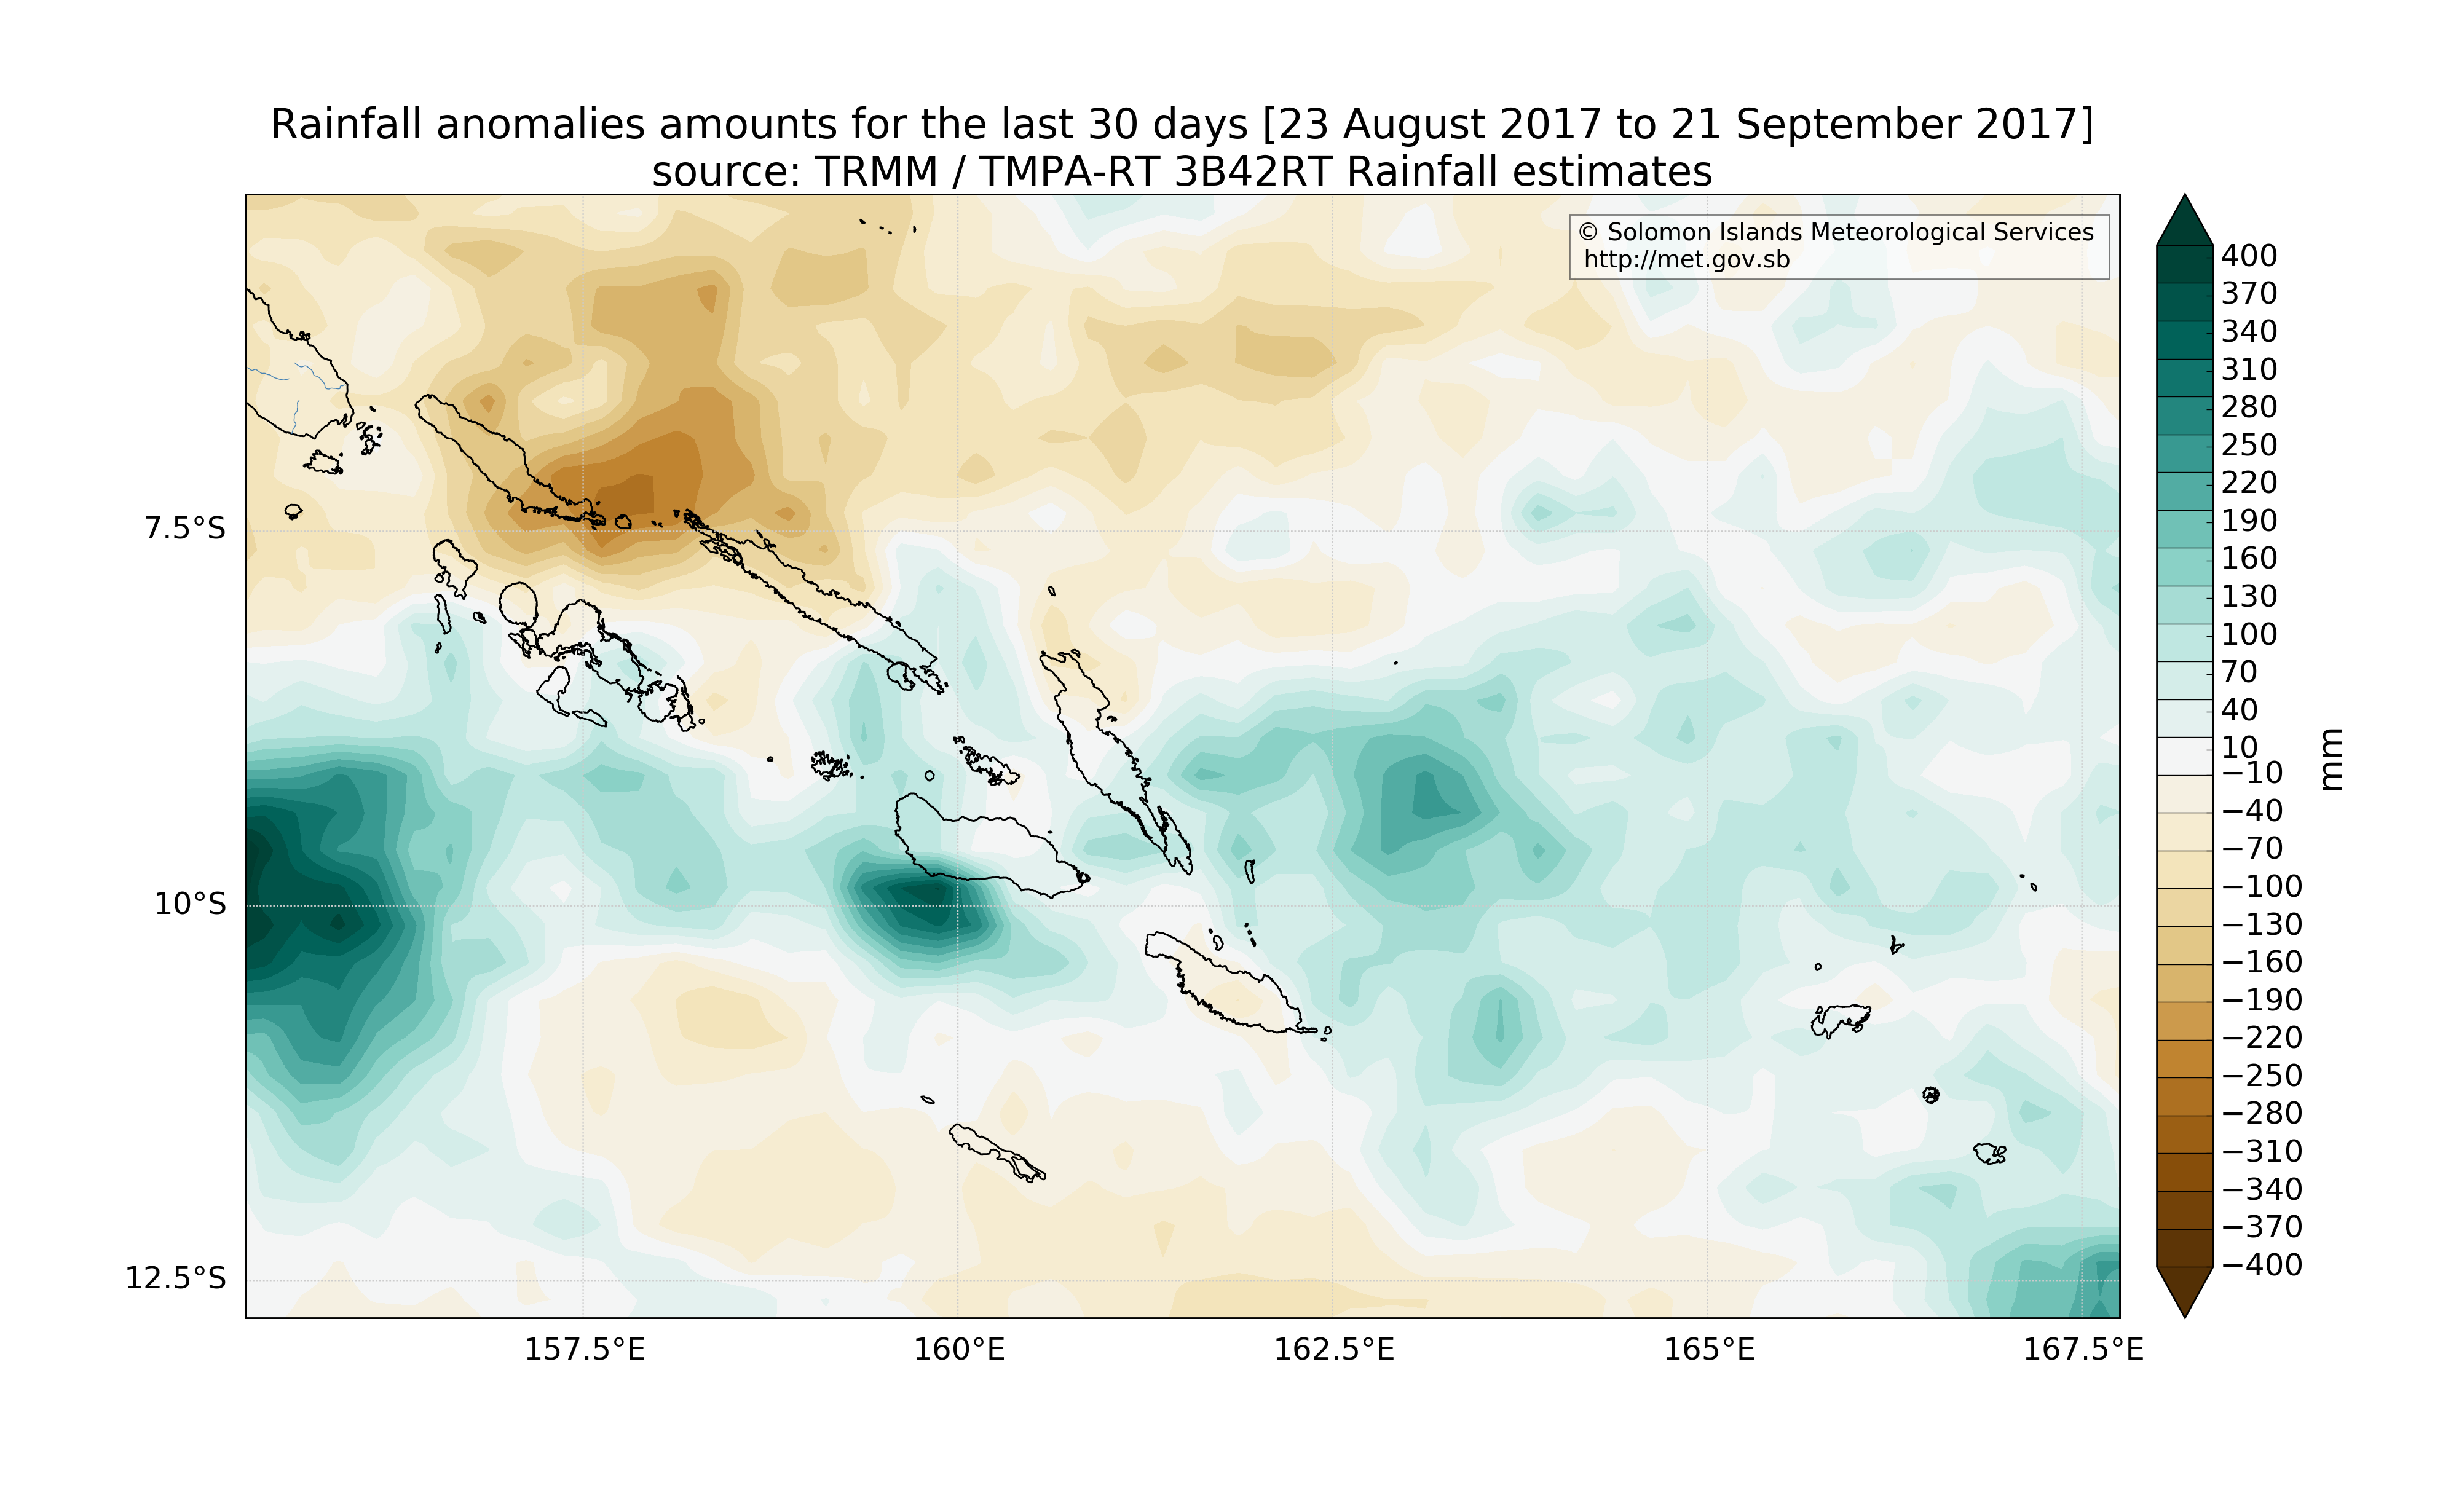 Rainfall anomalies amounts for the last 30 days [23 August 2017 to 21 September 2017]
source: TRMM / TMPA-RT 3B42RT Rainfall estimates
© Solomon Islands Meteorological Services
http://met.gov.sb
7.5°S
10°S
12.5°S
157.5°E
160°E
162.5°E
165°E
167.5°E
400
370
340
310
280
250
220
190
160
130
100
70
40
10
−10
−40
−70
−100
−130
−160
−190
−220
−250
−280
−310
−340
−370
−400
mm